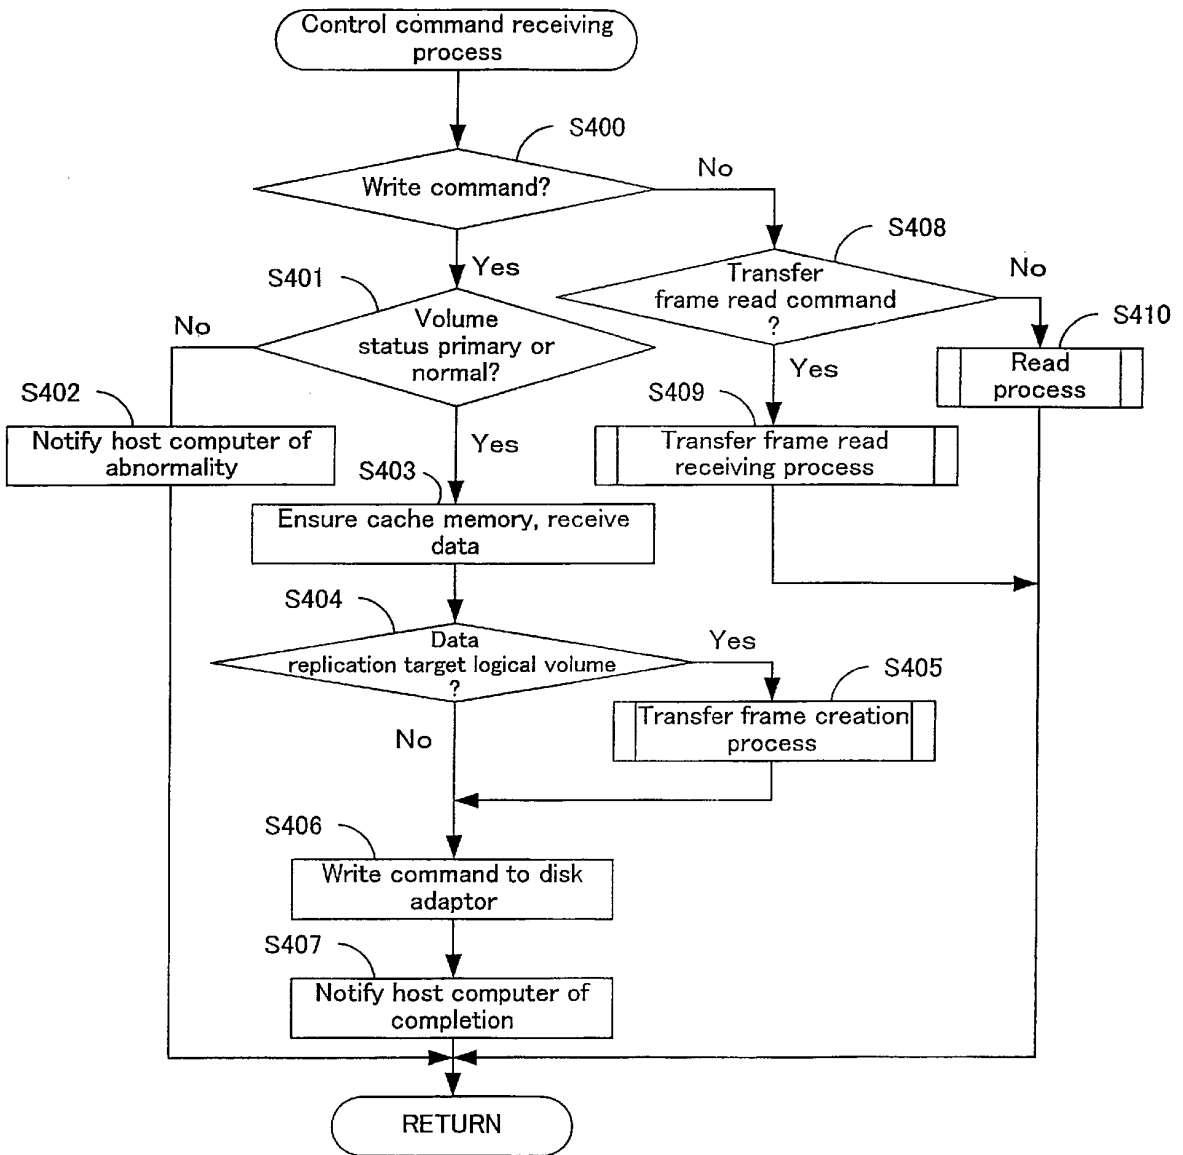 Control command receiving
process
S400
Write command?
No
Yes
S408
Transfer
frame read command
?
No
S401
Volume
status primary or
normal?
No
S410
Read
process
Yes
S402
Notify host computer of
abnormality
Yes
S409
Transfer frame read
receiving process
S403
Ensure cache memory, receive
data
S404
Data
replication target logical volume
?
Yes
S405
Transfer frame creation
process
No
S406
Write command to disk
adaptor
S407
Notify host computer of
completion
RETURN